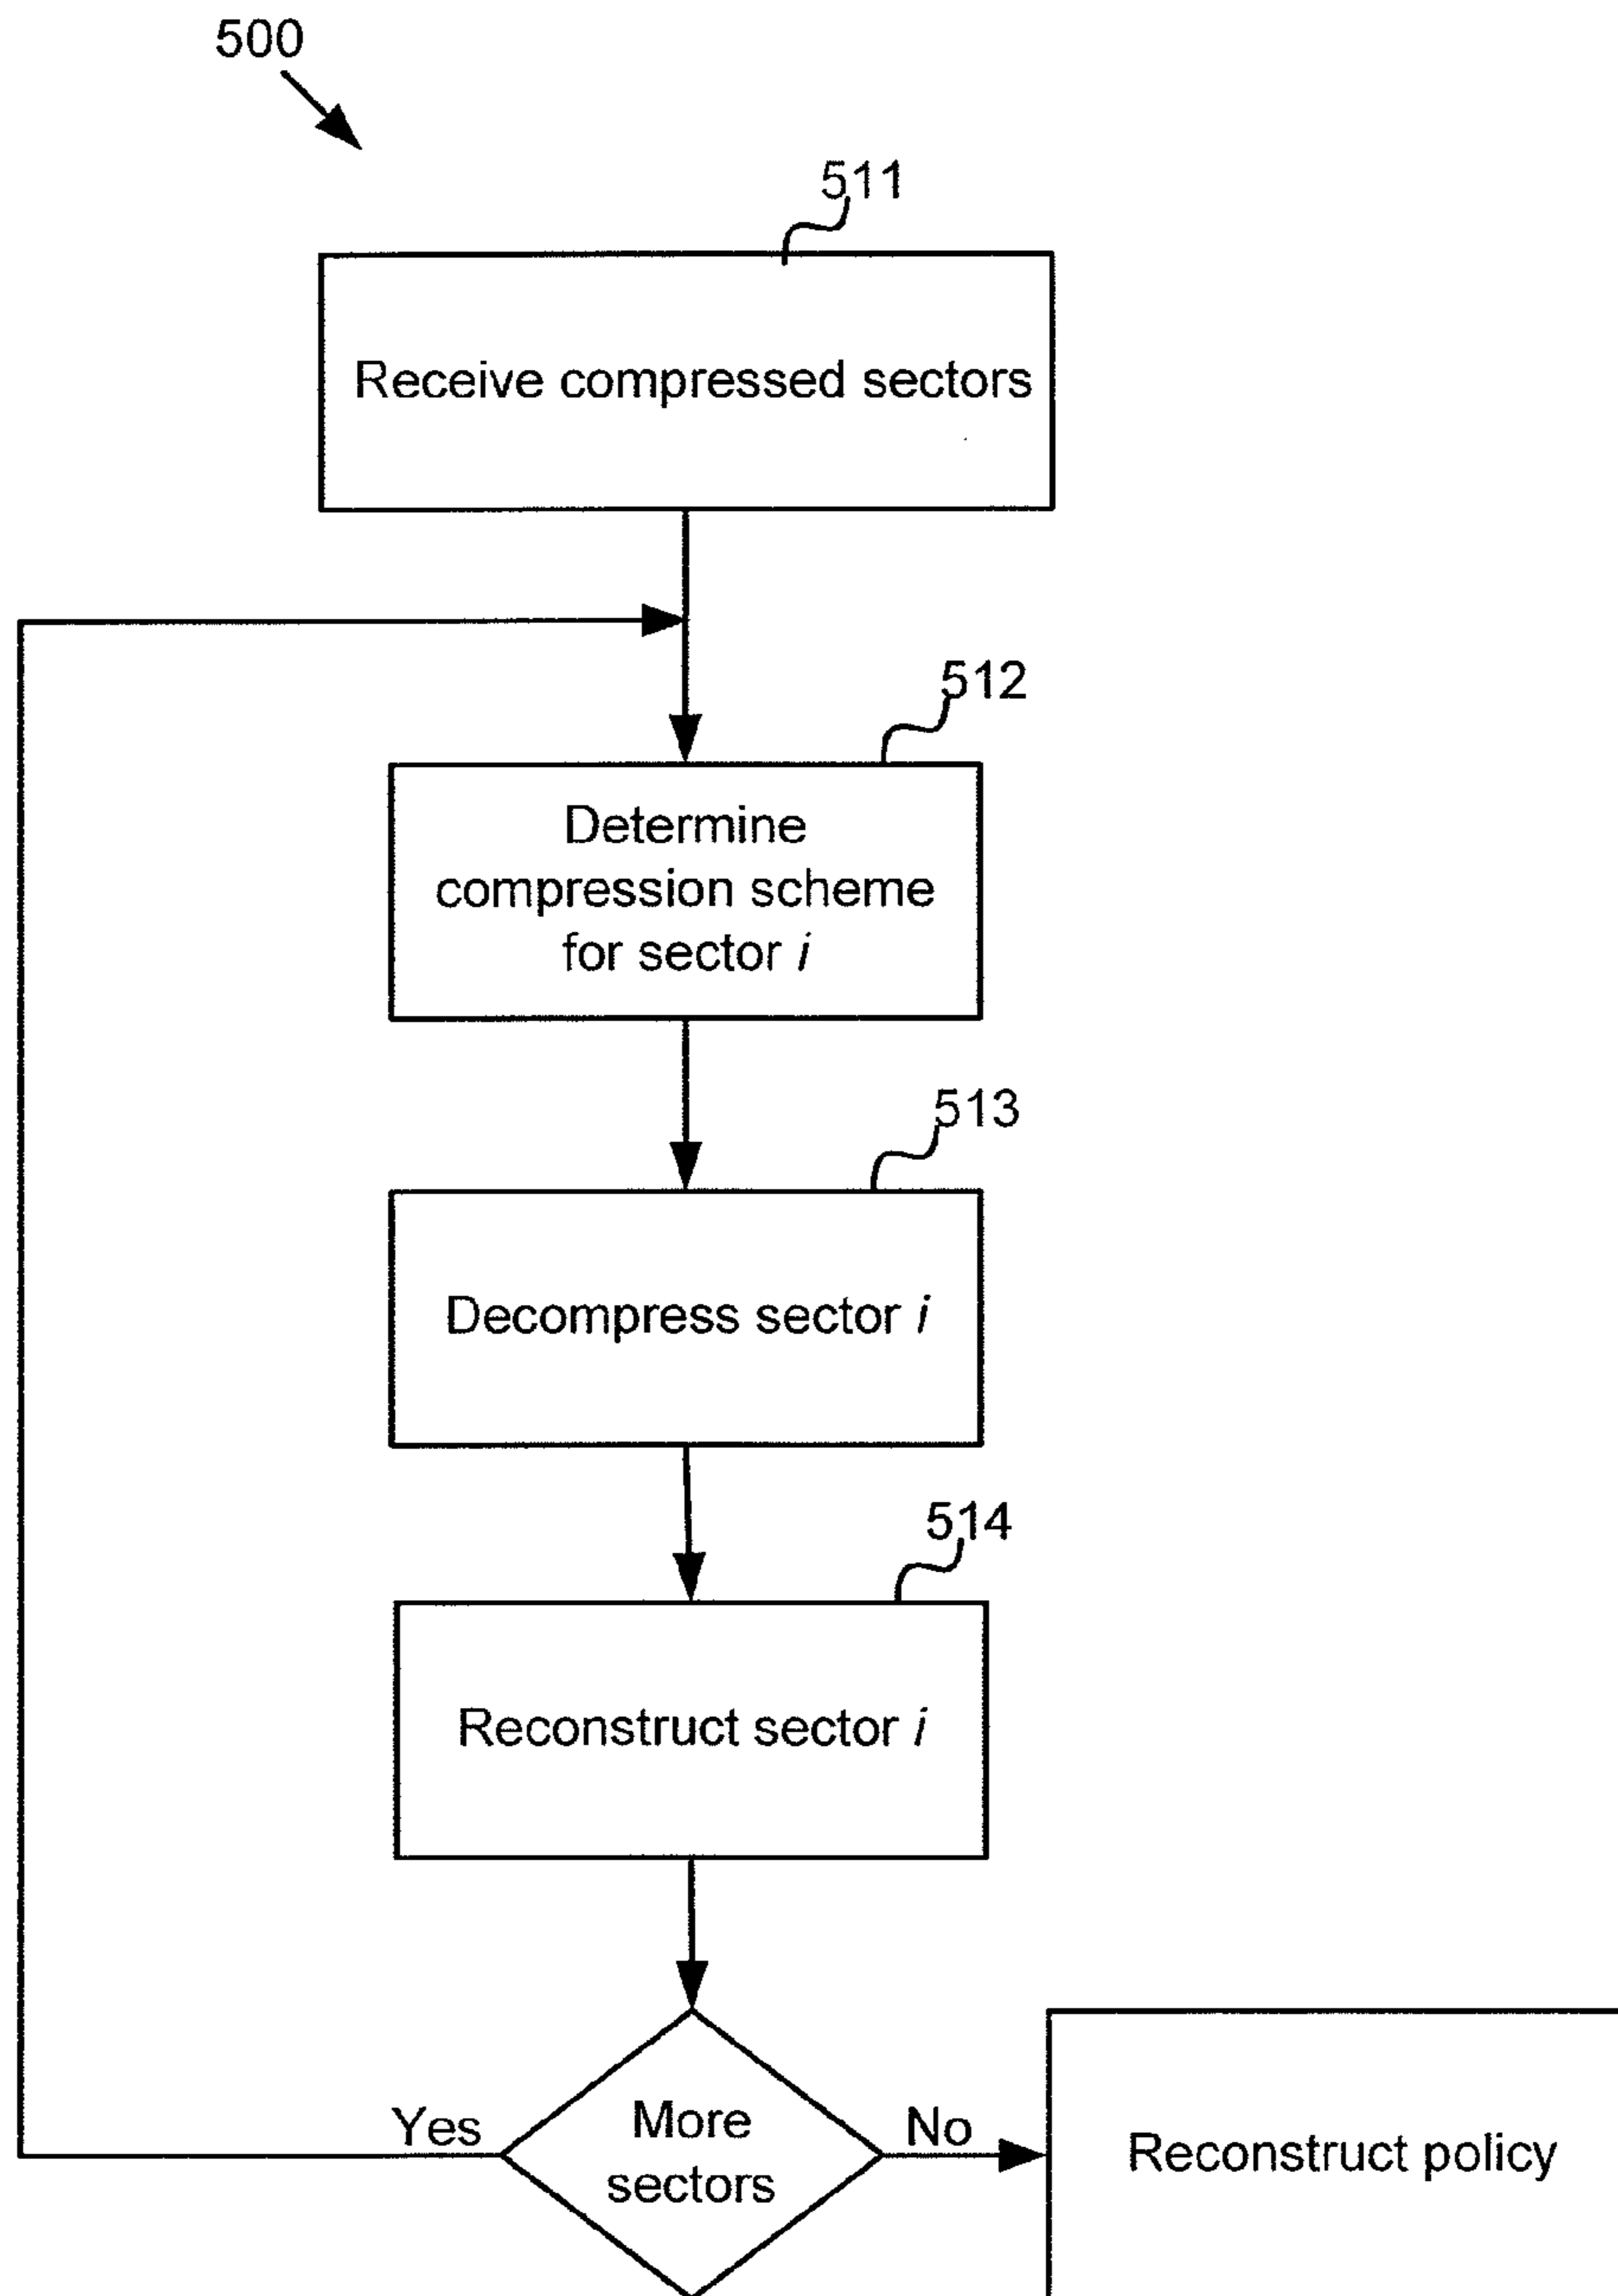 500
511
Receive compressed sectors
512
Determine
compression scheme
for sector i
513
Decompress sector i
514
Reconstruct sector i
Yes
More
sectors
No
Reconstruct policy